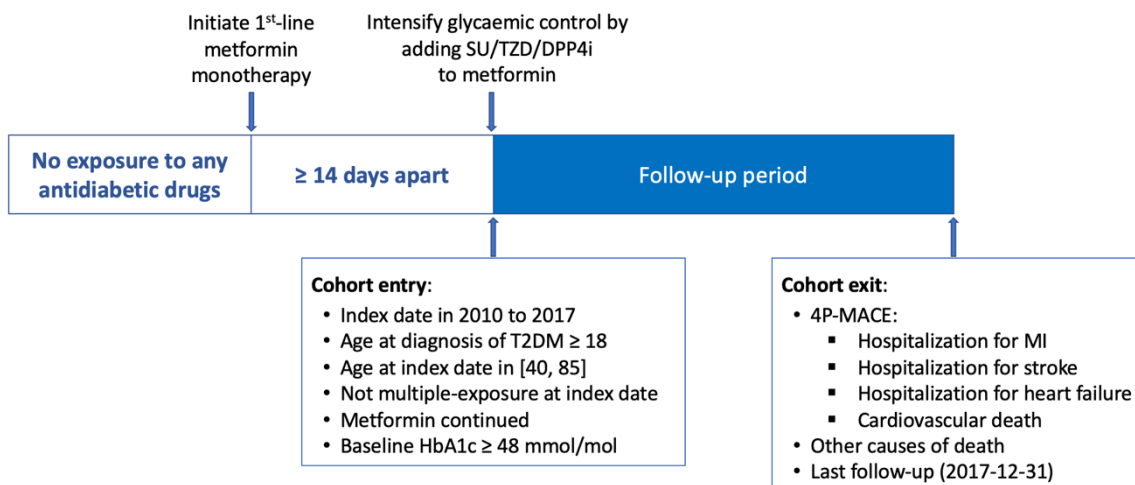 Initiate 1st-line
metformin
monotherapy
Intensify glycaemic control by
adding SU/TZD/DPP4i
to metformin
No exposure to any
antidiabetic drugs
≥ 14 days apart
Follow-up period
Cohort entry:
• Index date in 2010 to 2017
• Age at diagnosis of T2DM ≥ 18
• Age at index date in [40, 85]
• Not multiple-exposure at index date
• Metformin continued
• Baseline HbA1c ≥ 48 mmol/mol
Cohort exit:
• 4P-MACE:
▪ Hospitalization for MI
▪ Hospitalization for stroke
▪ Hospitalization for heart failure
▪ Cardiovascular death
• Other causes of death
• Last follow-up (2017-12-31)